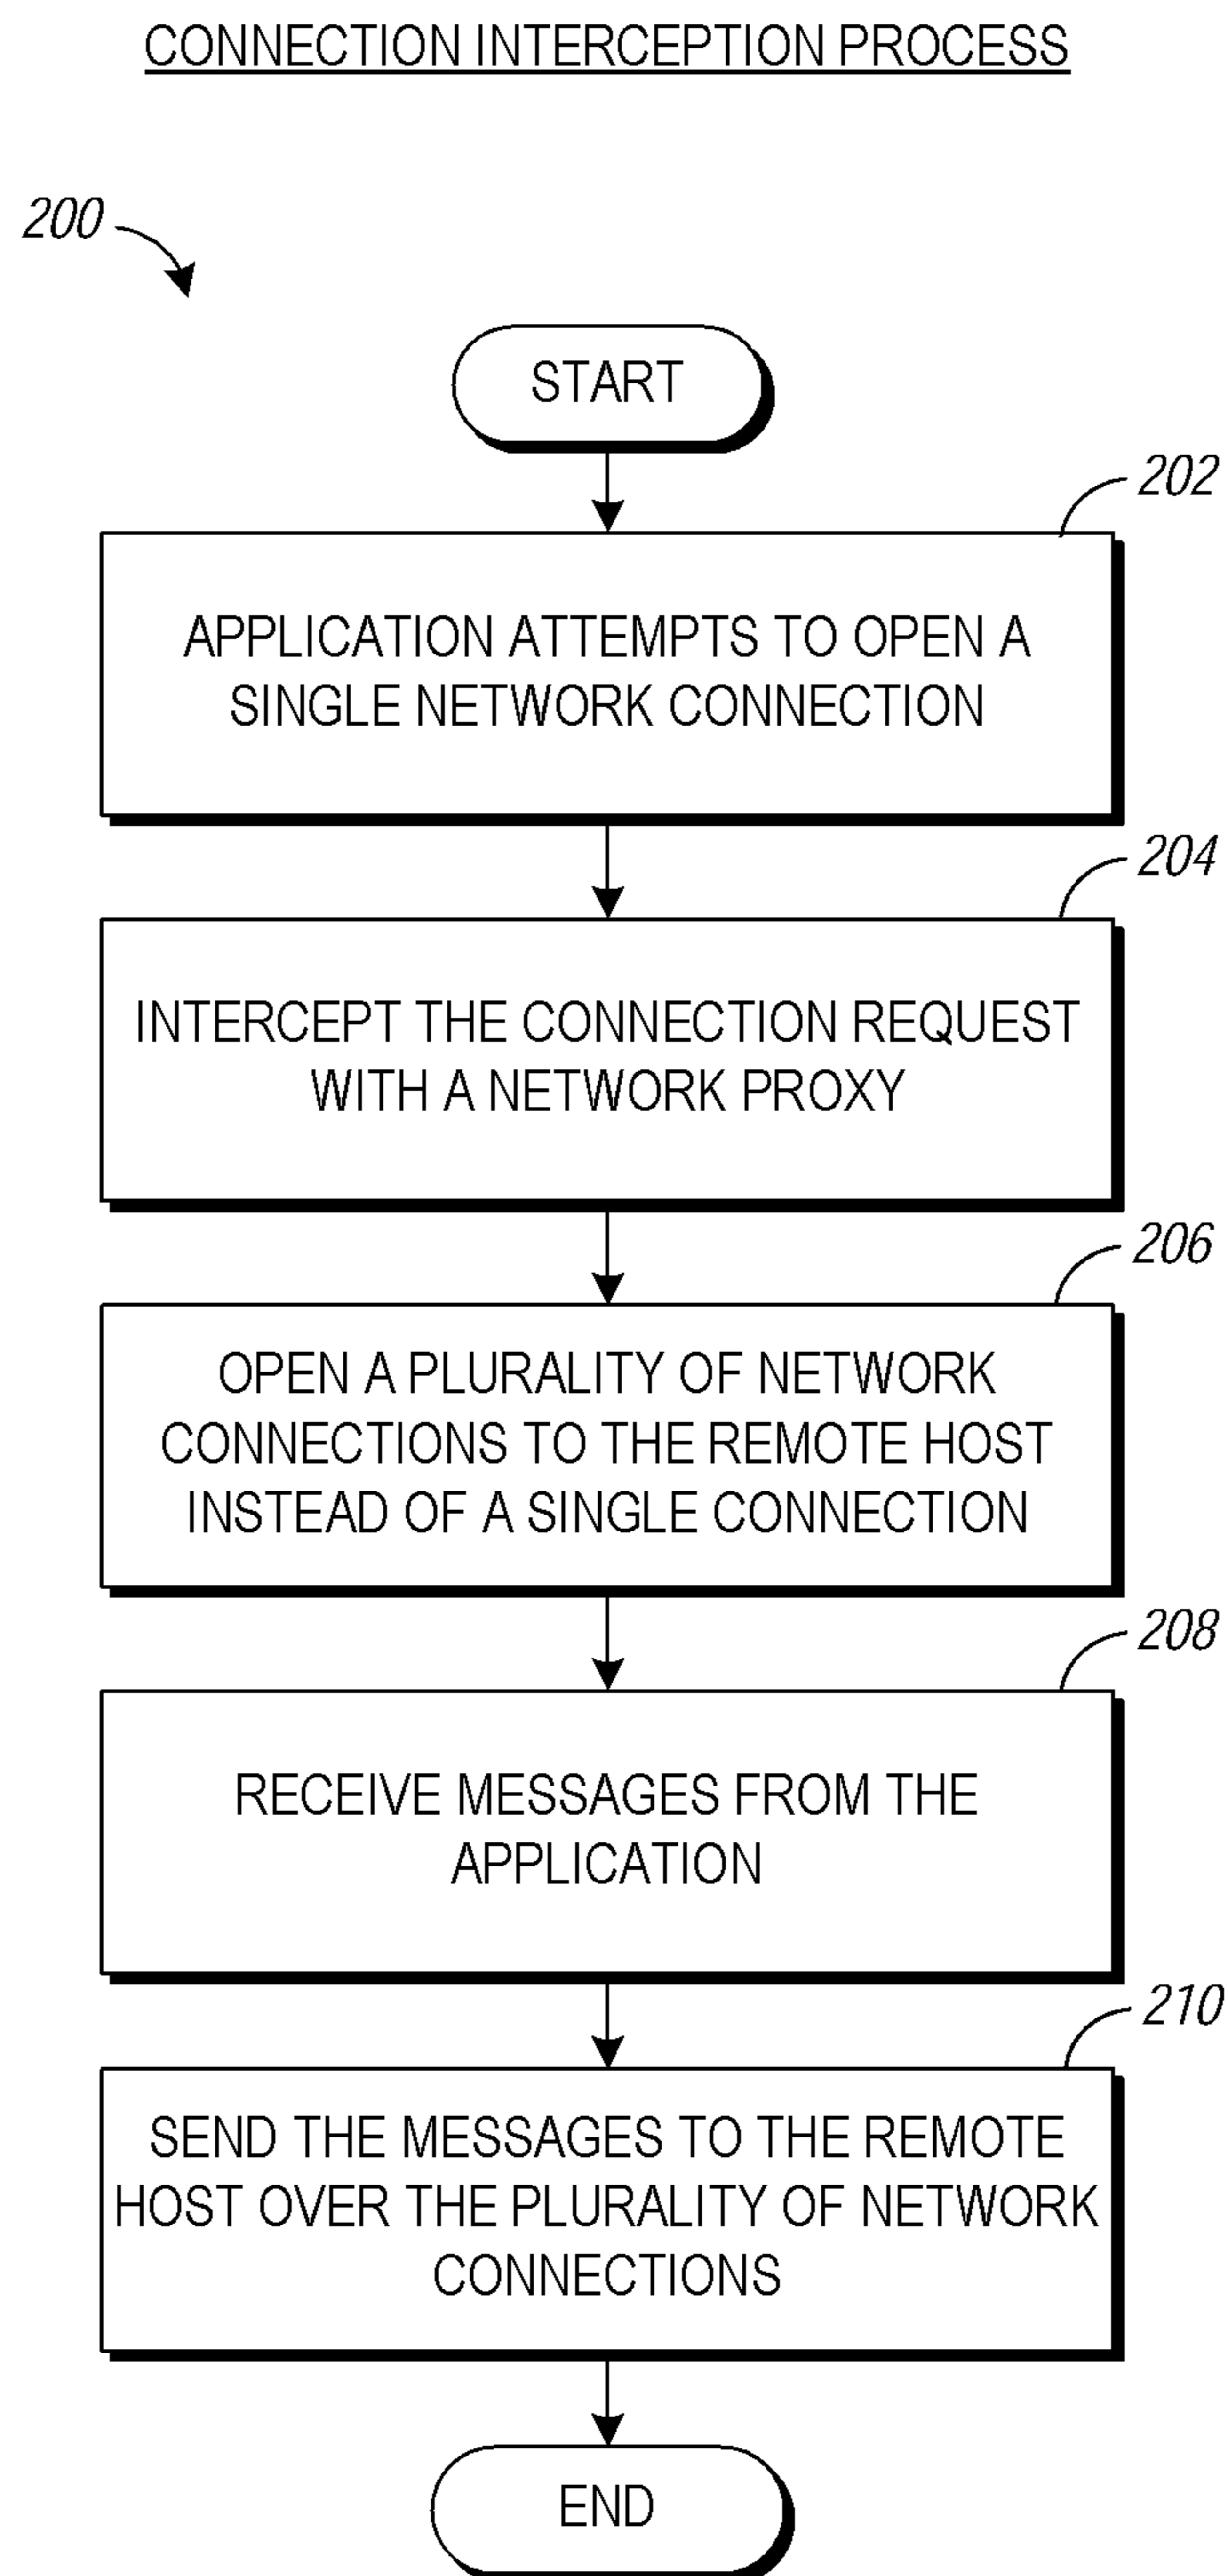 CONNECTION INTERCEPTION PROCESS
200
START
202
APPLICATION ATTEMPTS TO OPEN A
SINGLE NETWORK CONNECTION
204
INTERCEPT THE CONNECTION REQUEST
WITH A NETWORK PROXY
206
OPEN A PLURALITY OF NETWORK
CONNECTIONS TO THE REMOTE HOST
INSTEAD OF A SINGLE CONNECTION
208
RECEIVE MESSAGES FROM THE
APPLICATION
210
SEND THE MESSAGES TO THE REMOTE
HOST OVER THE PLURALITY OF NETWORK
CONNECTIONS
END